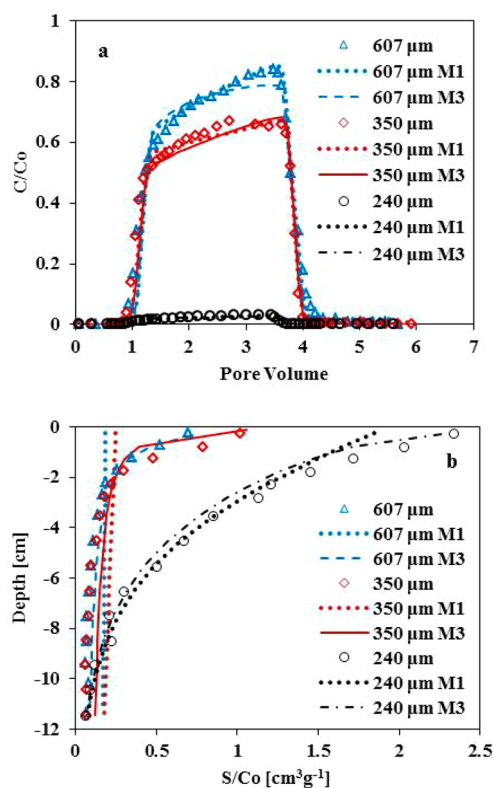 a
C/Co
1
0.8
0.6
0.4
0.2
0
0 1 2 3 4 5 6 7
Pore Volume
607 µm
607 µm M1
607 µm M3
350 µm
350 µm M1
350 µm M3
240 µm
240 µm M1
240 µm M3
b
Depth [cm]
0
-2
-4
-6
-8
-10
-12
0 0.5 1 1.5 2 2.5
S/Co [cm³g⁻¹]
607 µm
607 µm M1
607 µm M3
350 µm
350 µm M1
350 µm M3
240 µm
240 µm M1
240 µm M3